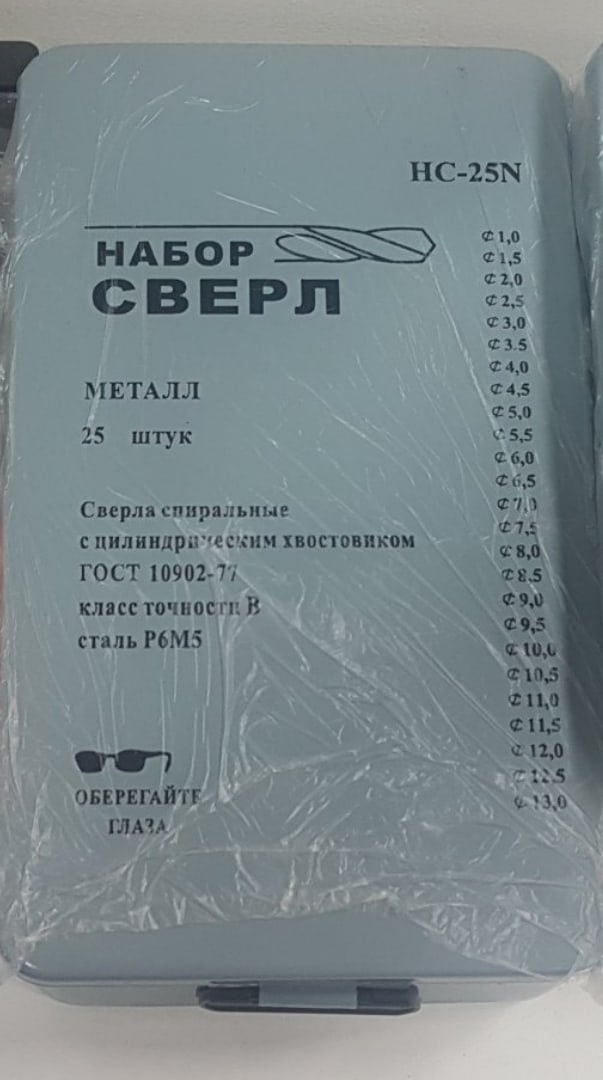 НС-25N
НАБОР
СВЕРЛ
МЕТАЛЛ
25 штук
Сверла спиральные
с цилиндрическим хвостовиком
ГОСТ 10902-77
класс точности В
сталь Р6М5
ОБЕРЕГАЙТЕ
ГЛАЗА
⊄ 1,0
⊄ 1,5
⊄ 2,0
⊄ 2,5
⊄ 3,0
⊄ 3.5
⊄ 4,0
⊄ 4,5
⊄ 5,0
⊄ 5,5
⊄ 6,0
⊄ 6,5
⊄ 7,0
⊄ 7,5
⊄ 8,0
⊄ 8.5
⊄ 9,0
⊄ 9,5
⊄ 10,0
⊄ 10,5
⊄ 11,0
⊄ 11,5
⊄ 12,0
⊄ 12.5
⊄ 13,0